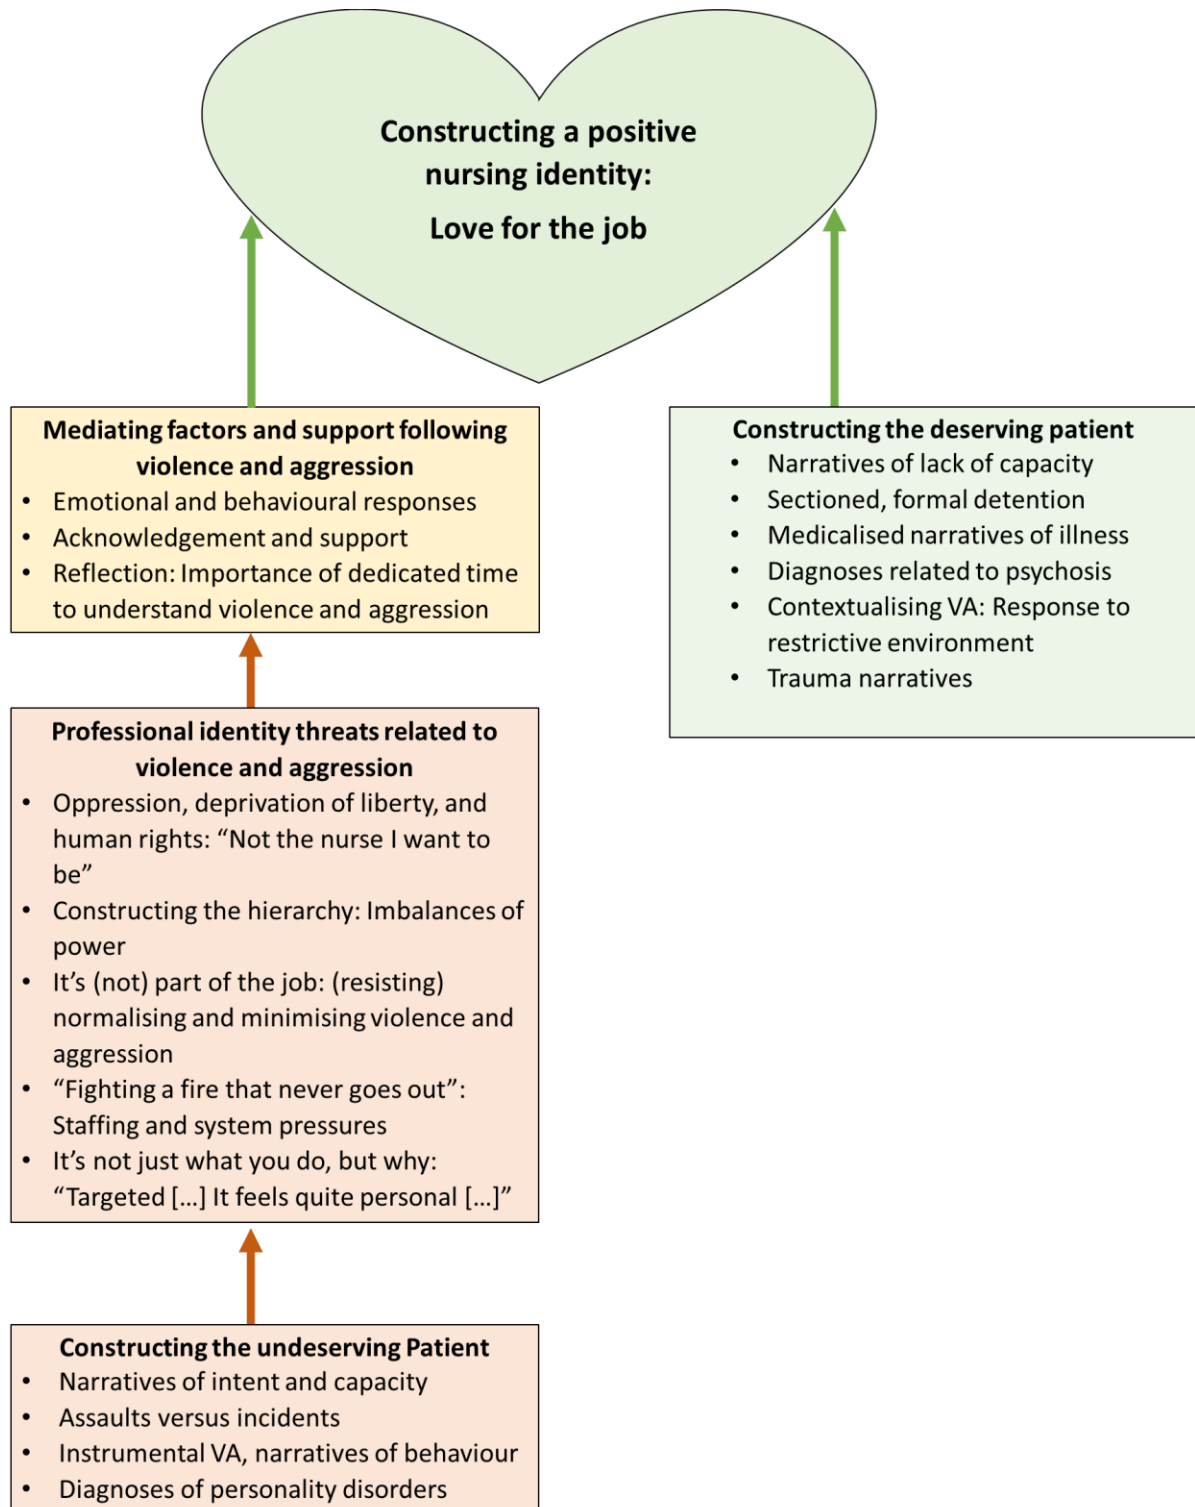 Constructing a positive
nursing identity:
Love for the job
Mediating factors and support following
violence and aggression
• Emotional and behavioural responses
• Acknowledgement and support
• Reflection: Importance of dedicated time
to understand violence and aggression
Constructing the deserving patient
• Narratives of lack of capacity
• Sectioned, formal detention
• Medicalised narratives of illness
• Diagnoses related to psychosis
• Contextualising VA: Response to
restrictive environment
• Trauma narratives
Professional identity threats related to
violence and aggression
• Oppression, deprivation of liberty, and
human rights: “Not the nurse I want to
be”
• Constructing the hierarchy: Imbalances of
power
• It’s (not) part of the job: (resisting)
normalising and minimising violence and
aggression
• “Fighting a fire that never goes out”:
Staffing and system pressures
• It’s not just what you do, but why:
“Targeted […] It feels quite personal […]”
Constructing the undeserving Patient
• Narratives of intent and capacity
• Assaults versus incidents
• Instrumental VA, narratives of behaviour
• Diagnoses of personality disorders